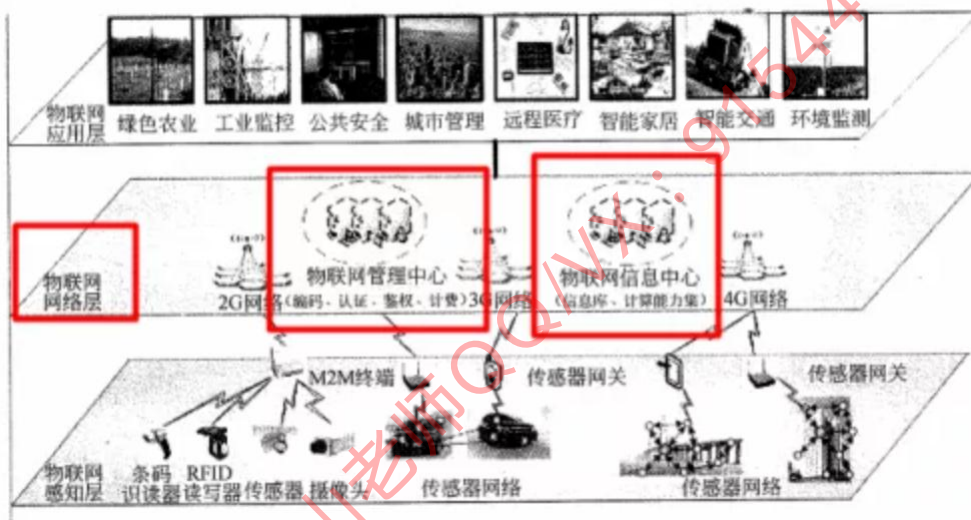 物联网
应用层
绿色农业 工业监控 公共安全 城市管理 远程医疗 智能家居 智能交通 环境监测
物联网
网络层
物联网管理中心
物联网信息中心
2G网络(编码、认证、鉴权、计费)3G网络 (信息库、计算能力集) 4G网络
M2M终端 传感器网关 传感器网关
物联网
感知层
条码 RFID
识读器 读写器 传感器 摄像头 传感器网络 传感器网络
老师QQ/VX：91544